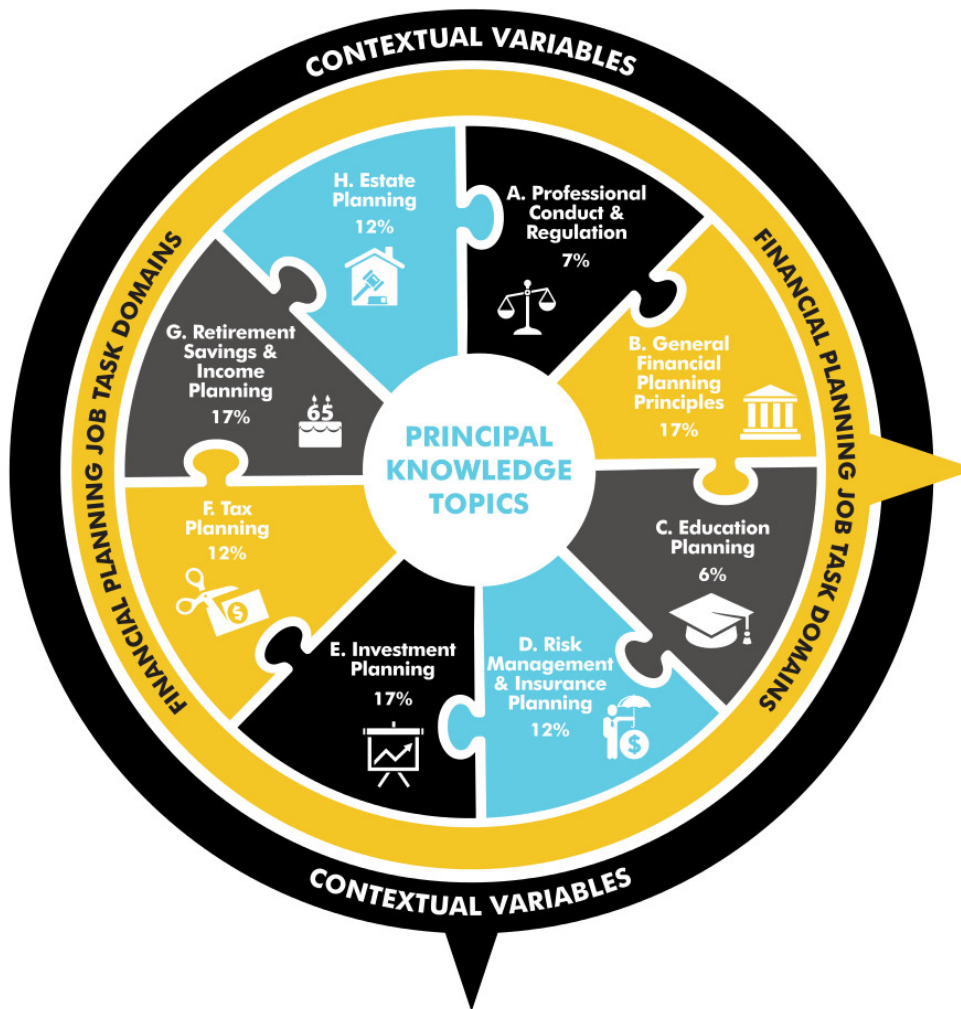 CONTEXTUAL VARIABLES
FINANCIAL PLANNING JOB TASK DOMAINS
FINANCIAL PLANNING JOB TASK DOMAINS
H. Estate
Planning
12%
A. Professional
Conduct &
Regulation
7%
G. Retirement
Savings &
Income
Planning
17%
65
B. General
Financial
Planning
Principles
17%
PRINCIPAL
KNOWLEDGE
TOPICS
F. Tax
Planning
12%
$
C. Education
Planning
6%
E. Investment
Planning
17%
D. Risk
Management
& Insurance
Planning
12%
$
CONTEXTUAL VARIABLES